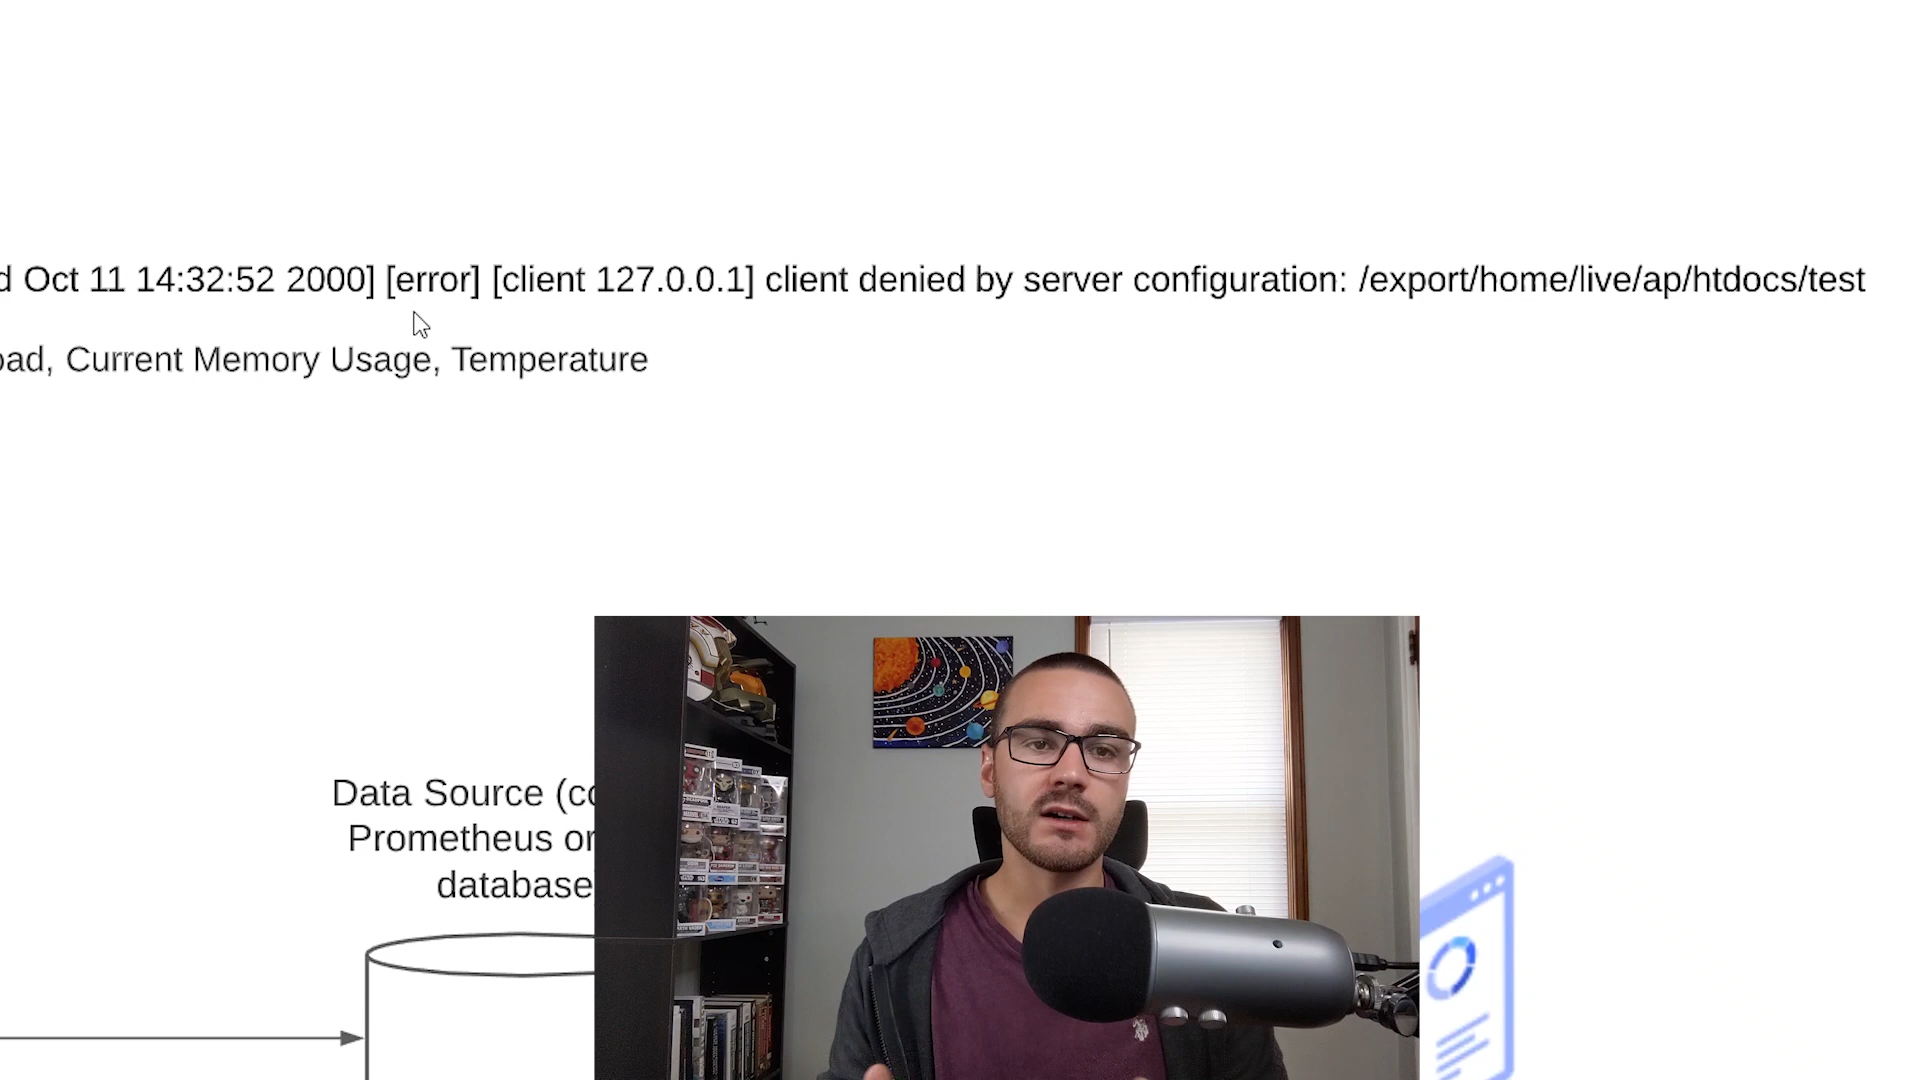 d Oct 11 14:32:52 2000] [error] [client 127.0.0.1] client denied by server configuration: /export/home/live/ap/htdocs/test
oad, Current Memory Usage, Temperature
Data Source (co
Prometheus or
database